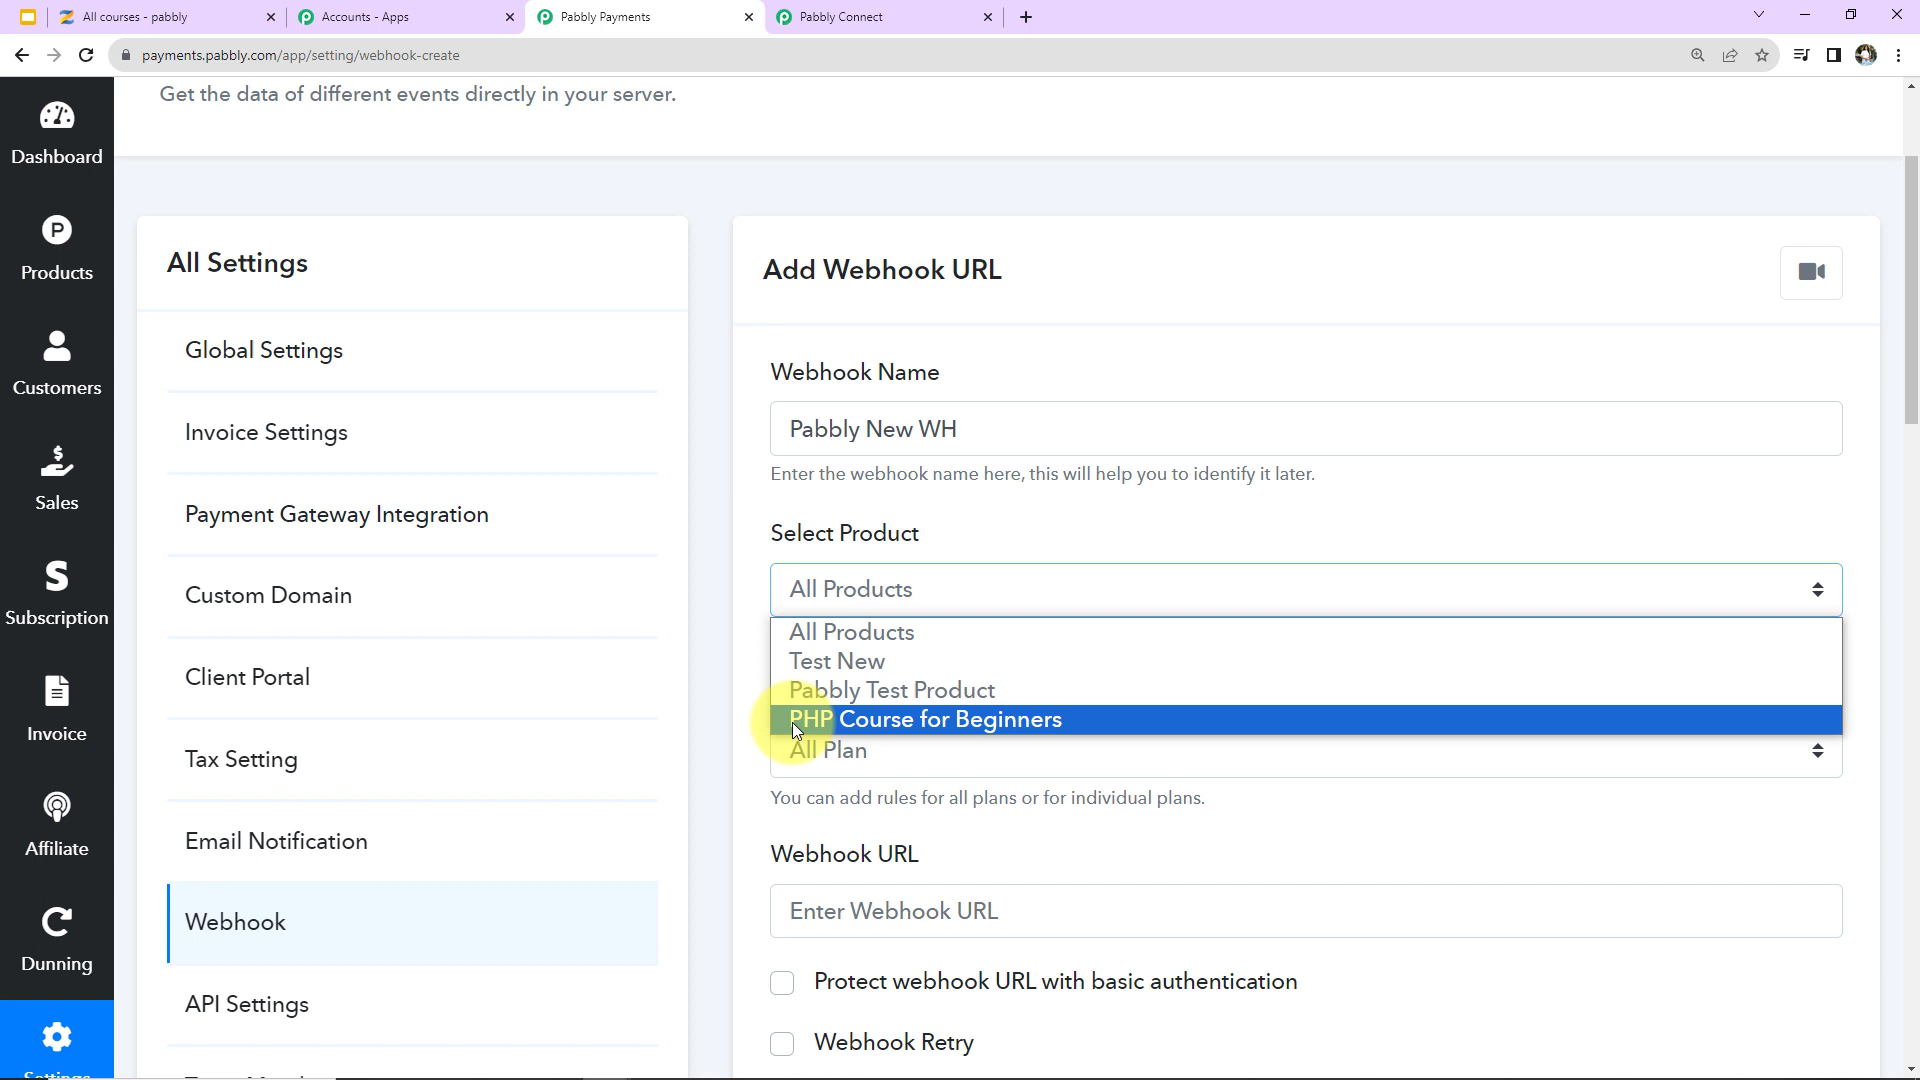 All courses - pabbly
Accounts - Apps
Pabbly Payments
Pabbly Connect
payments.pabbly.com/app/setting/webhook-create
Get the data of different events directly in your server.
Dashboard
P
Products
Customers
$
Sales
S
Subscription
Invoice
Affiliate
Dunning
All Settings
Global Settings
Invoice Settings
Payment Gateway Integration
Custom Domain
Client Portal
Tax Setting
Email Notification
Webhook
API Settings
Add Webhook URL
Webhook Name
Pabbly New WH
Enter the webhook name here, this will help you to identify it later.
Select Product
All Products
All Products
Test New
Pabbly Test Product
PHP Course for Beginners
All Plan
You can add rules for all plans or for individual plans.
Webhook URL
Enter Webhook URL
Protect webhook URL with basic authentication
Webhook Retry